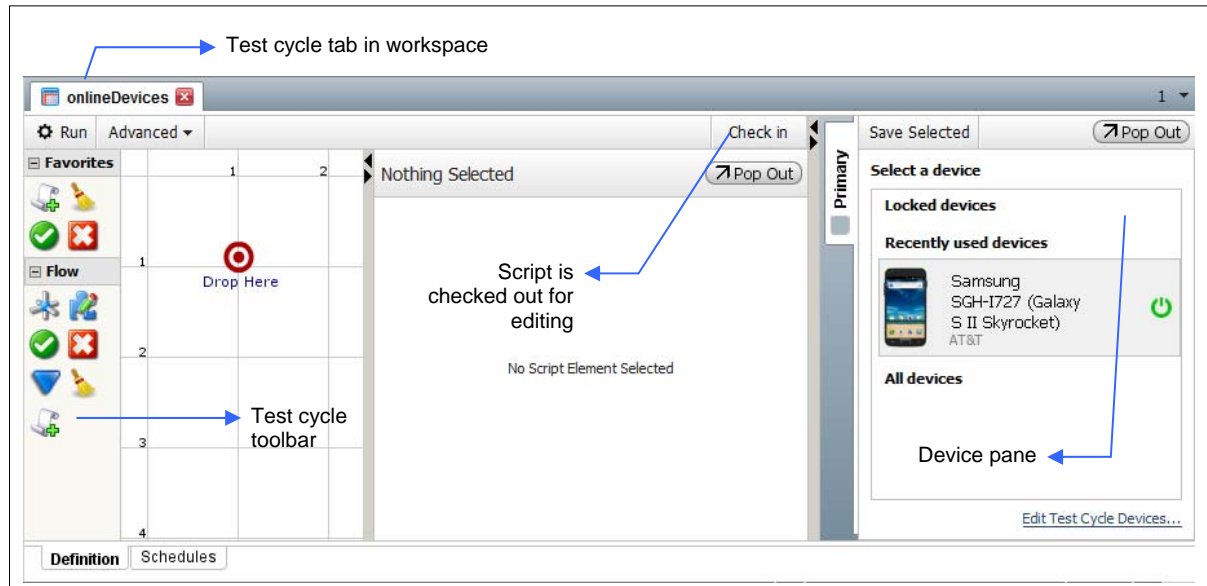 Test cycle tab in workspace
onlineDevices
1
Run
Advanced
Check in
Save Selected
Pop Out
Favorites
1
2
Nothing Selected
Pop Out
Primary
Select a device
Locked devices
Recently used devices
Samsung
SGH-I727 (Galaxy
S II Skyrocket)
AT&T
All devices
Flow
1
Drop Here
Script is
checked out for
editing
2
No Script Element Selected
Test cycle
toolbar
3
Device pane
4
Edit Test Cycle Devices...
Definition
Schedules